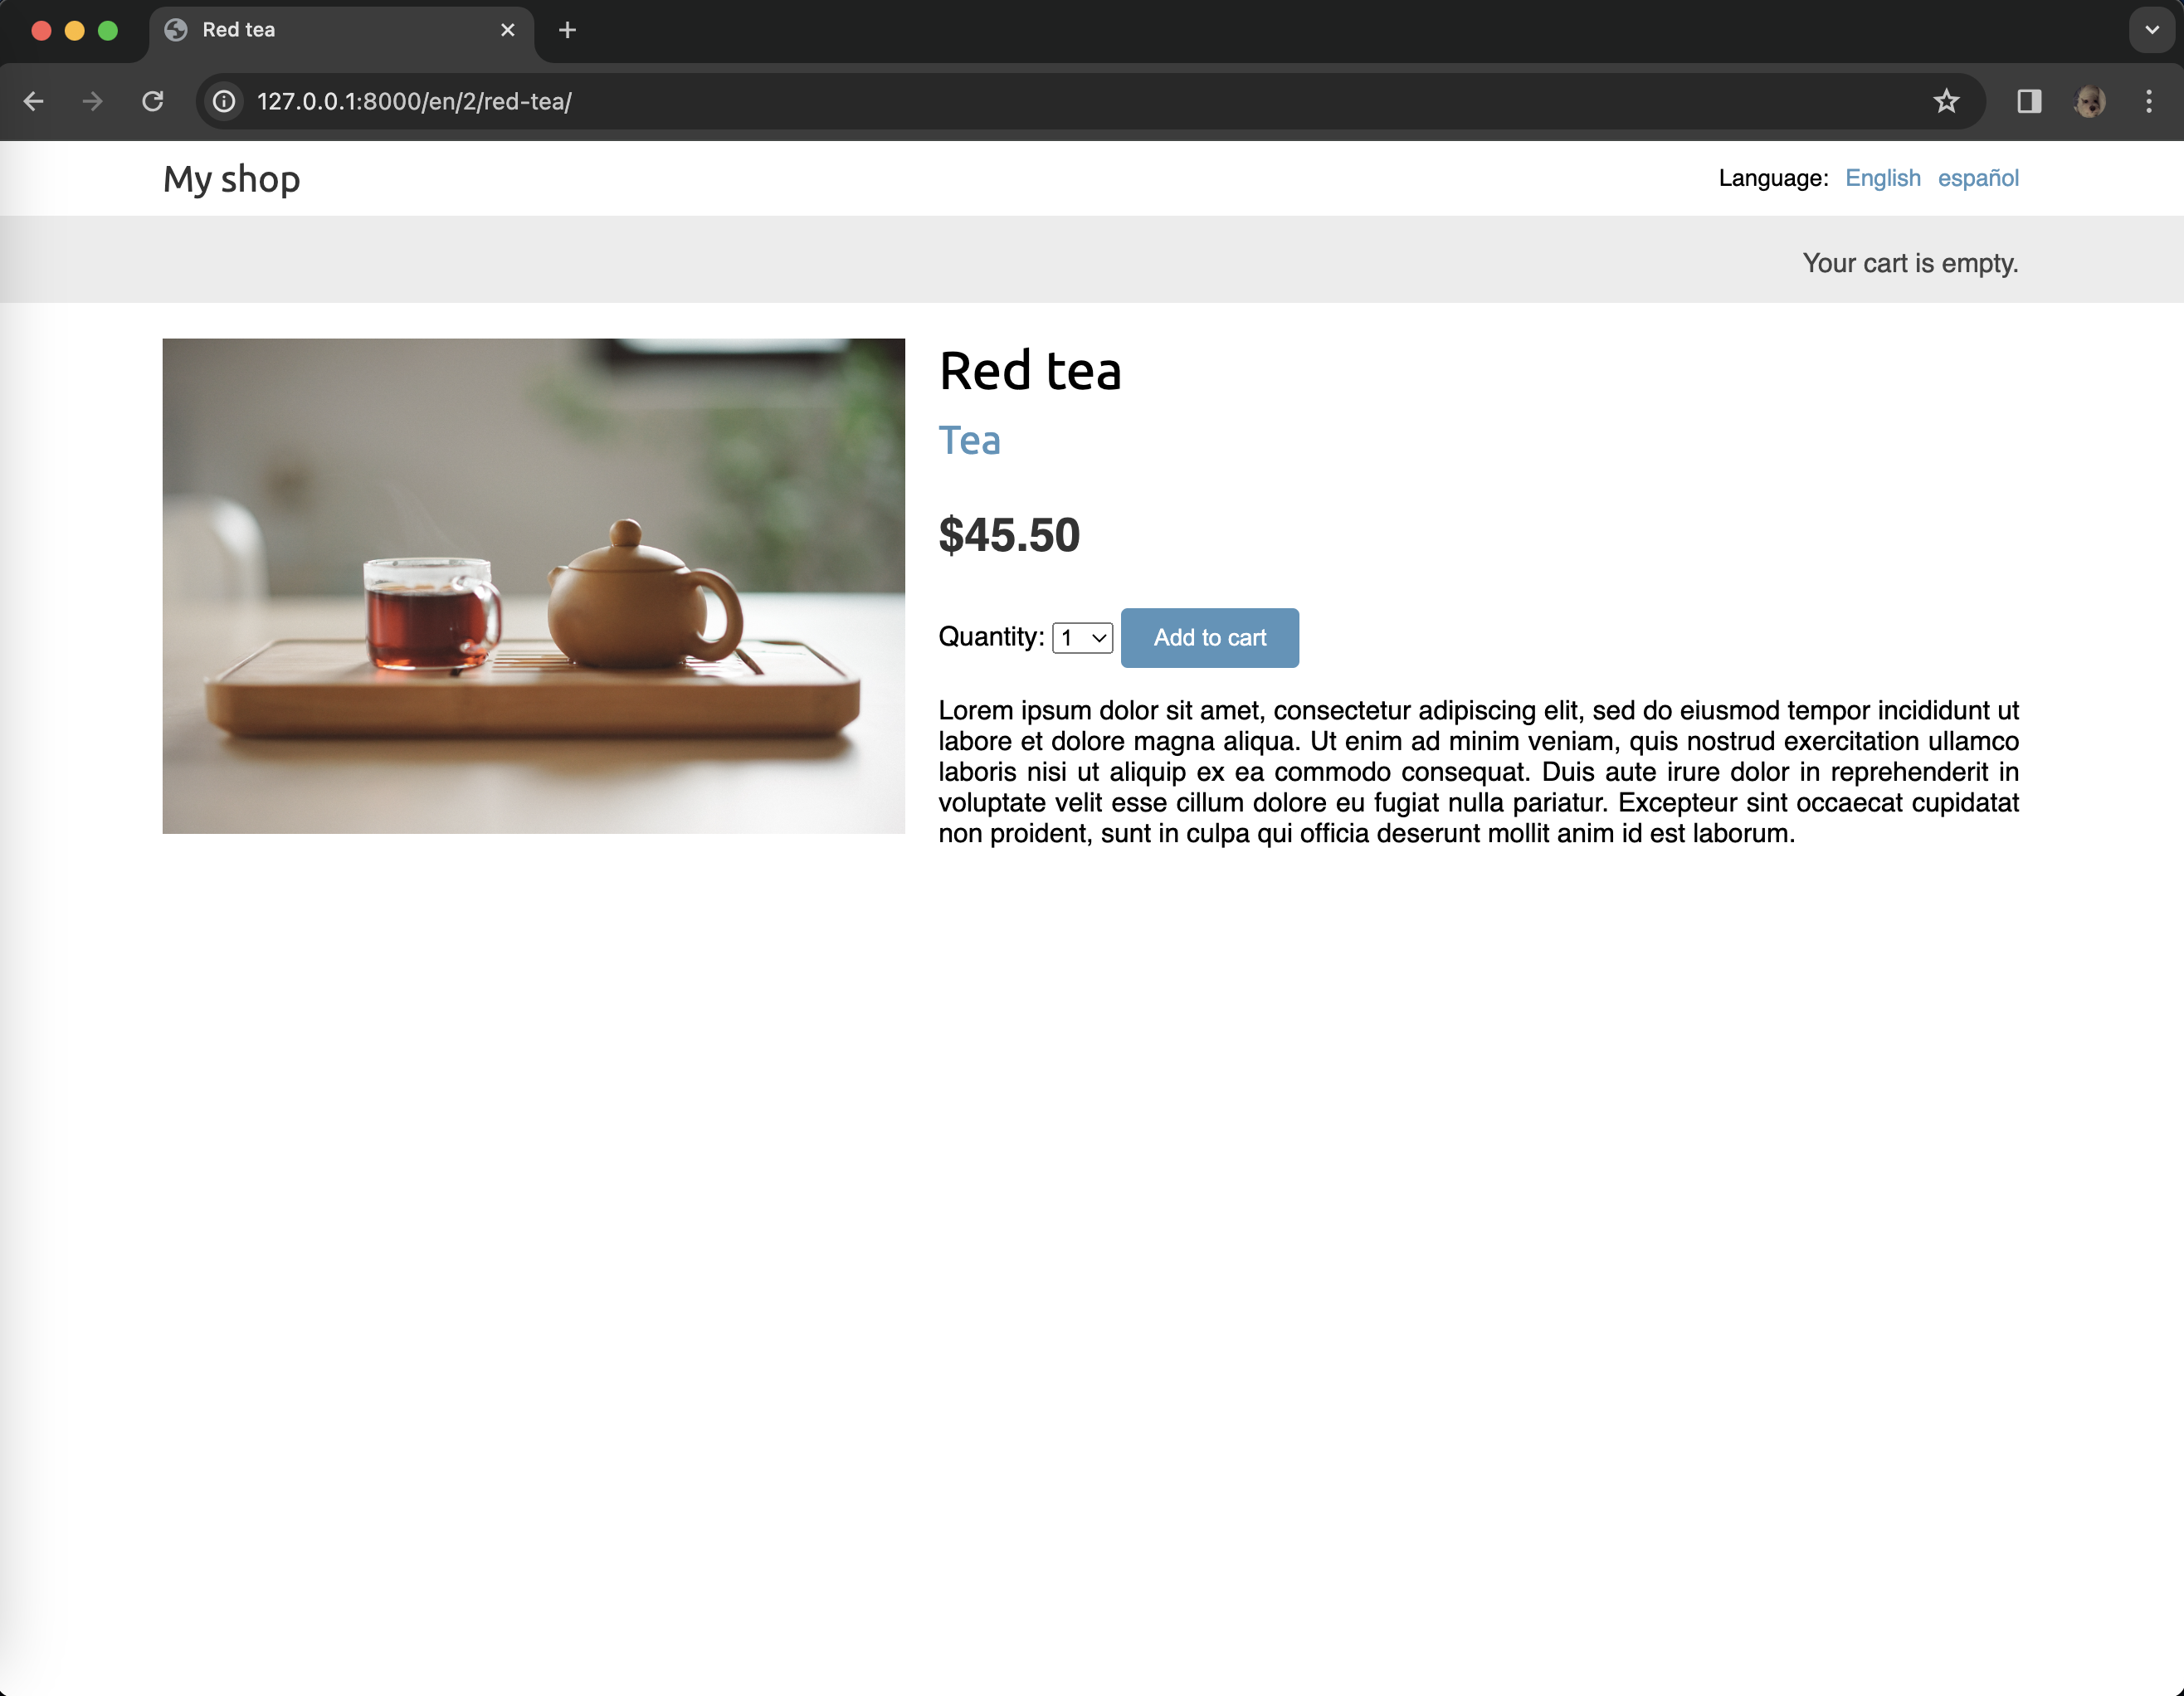 Red tea
127.0.0.1:8000/en/2/red-tea/
My shop
Language: English español
Your cart is empty.
Red tea
Tea
$45.50
Quantity: 1 Add to cart
Lorem ipsum dolor sit amet, consectetur adipiscing elit, sed do eiusmod tempor incididunt ut
labore et dolore magna aliqua. Ut enim ad minim veniam, quis nostrud exercitation ullamco
laboris nisi ut aliquip ex ea commodo consequat. Duis aute irure dolor in reprehenderit in
voluptate velit esse cillum dolore eu fugiat nulla pariatur. Excepteur sint occaecat cupidatat
non proident, sunt in culpa qui officia deserunt mollit anim id est laborum.